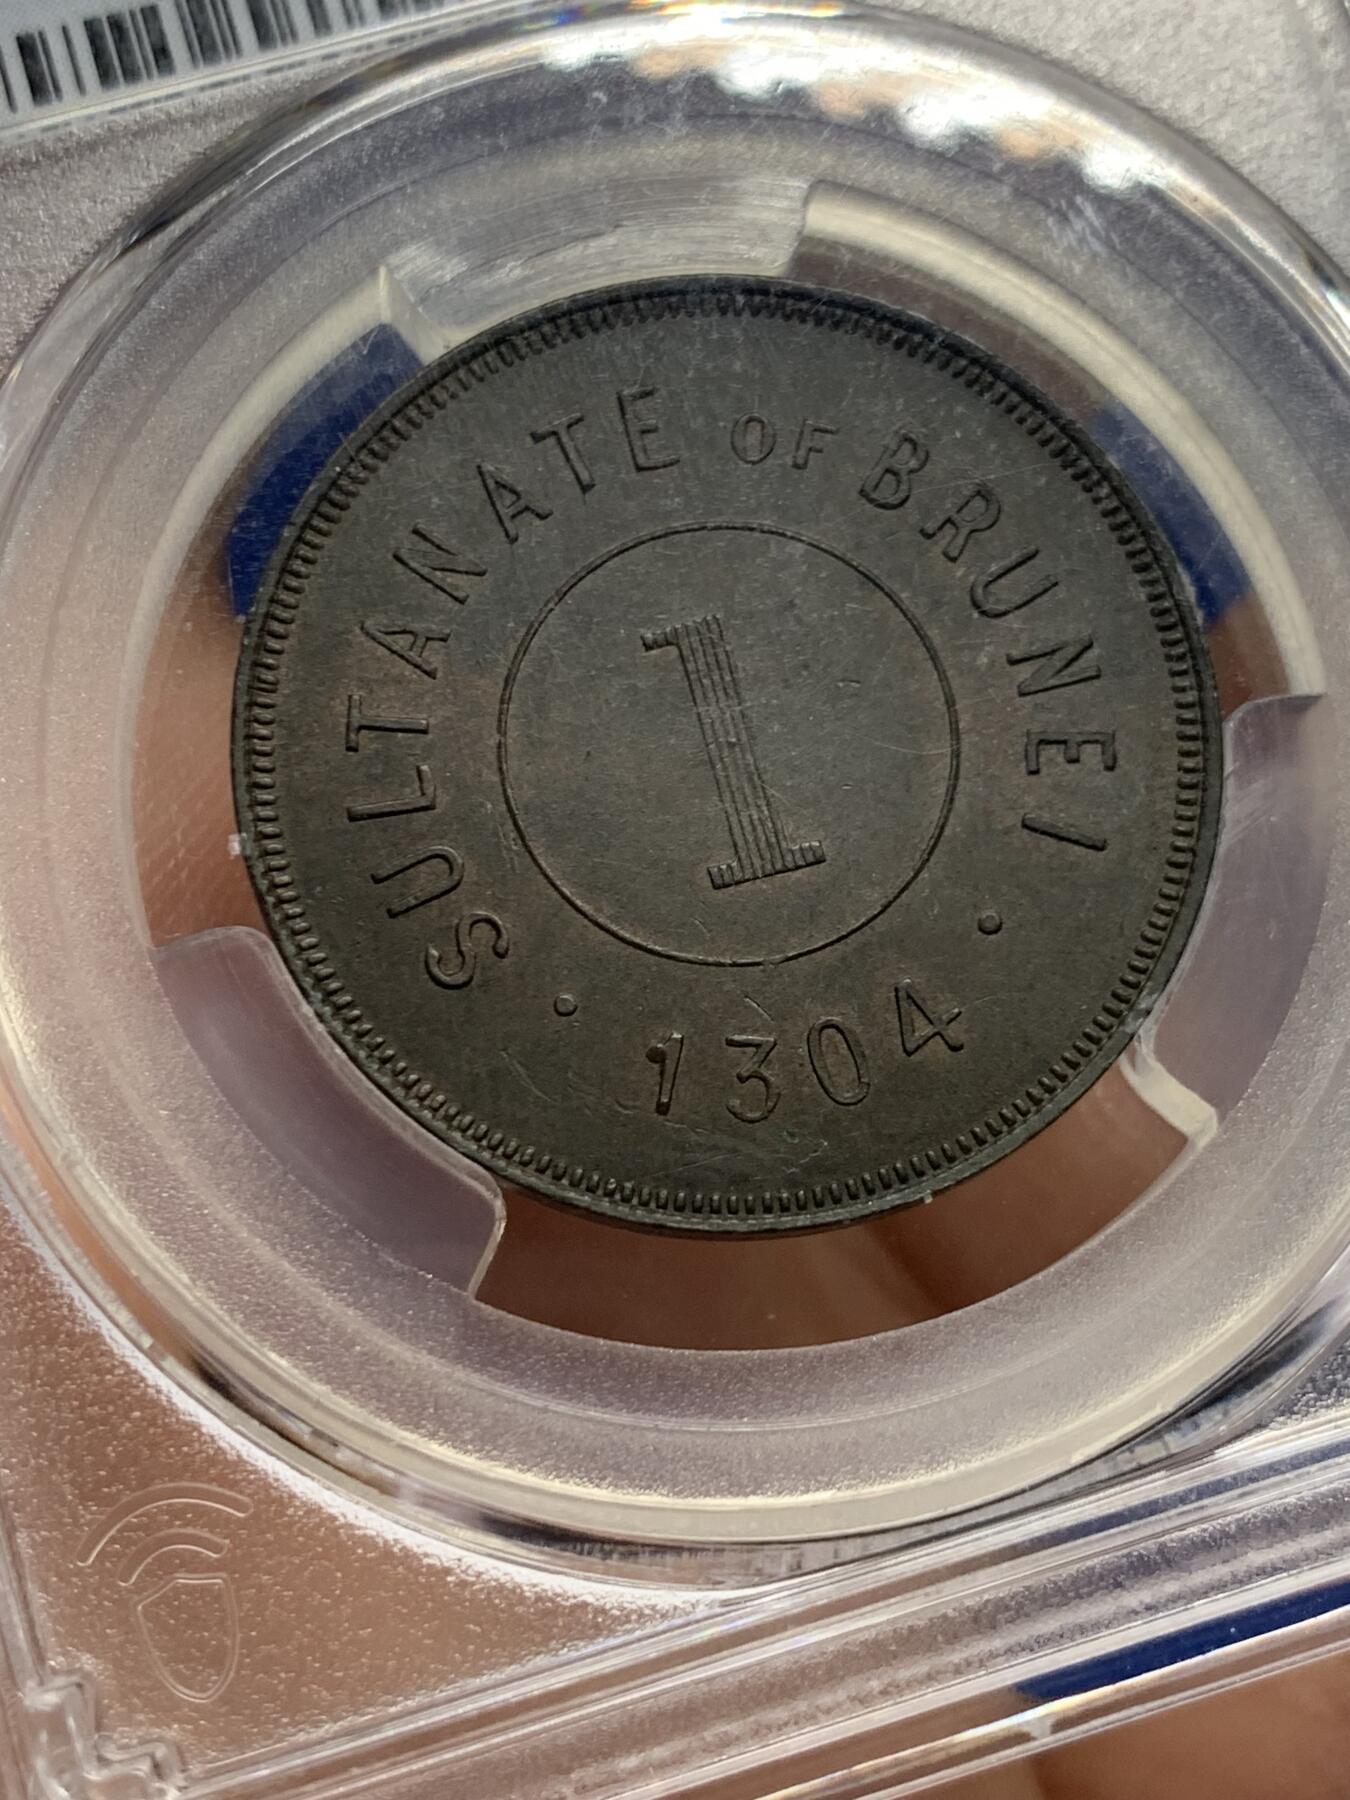 SULTANATE OF BRUNEI
1
· 1304 ·